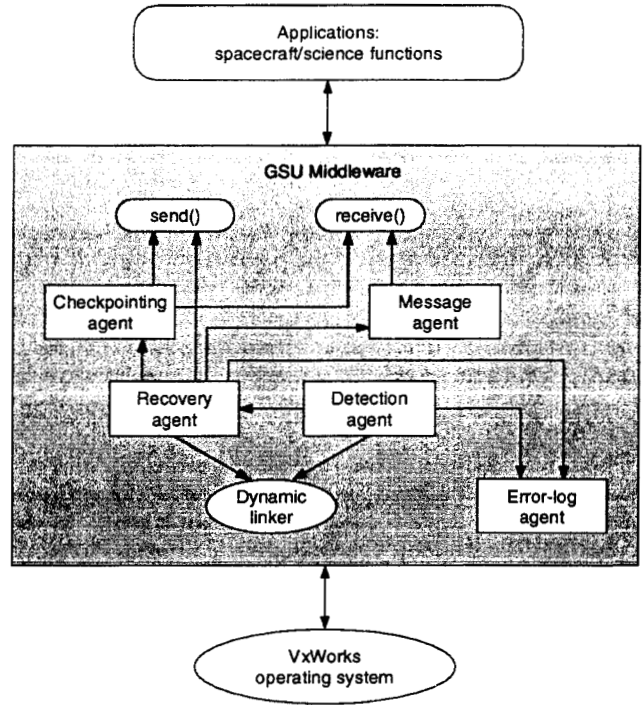 Applications:
spacecraft/science functions
GSU Middleware
send()
receive()
Checkpointing
agent
Message
agent
Recovery
agent
Detection
agent
Dynamic
linker
Error-log
agent
VxWorks
operating system